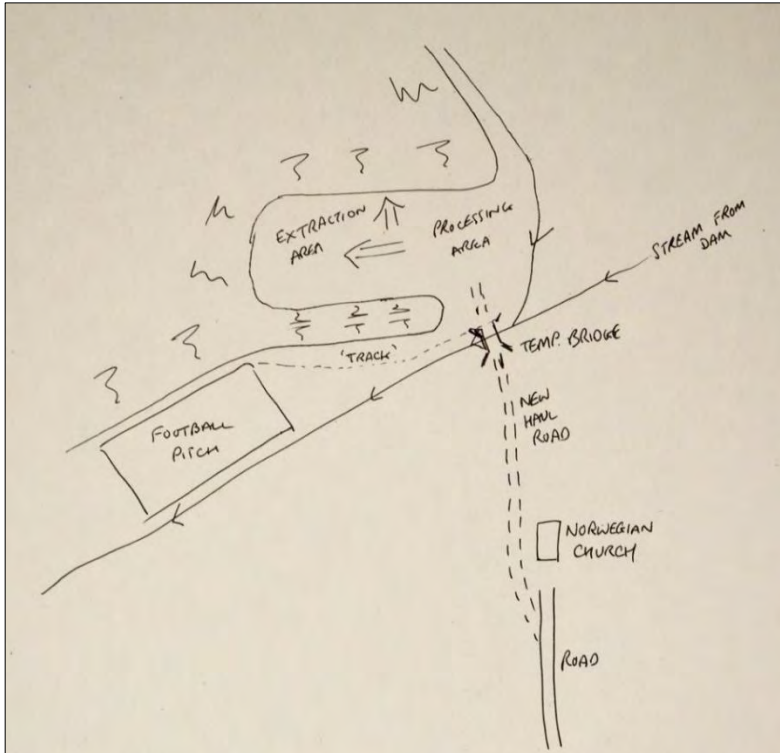 EXTRACTION
AREA
PROCESSING
AREA
STREAM FROM
DAM
TEMP. BRIDGE
'TRACK'
NEW
HAUL
ROAD
FOOTBALL
PITCH
NORWEGIAN
CHURCH
ROAD